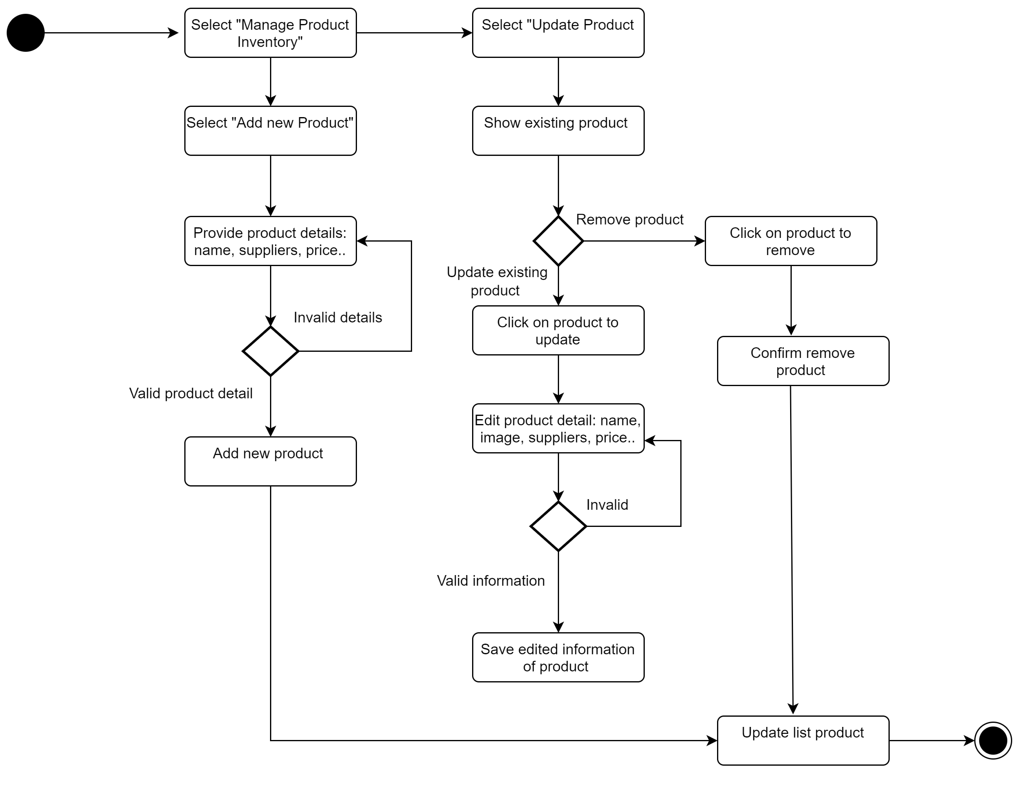 Select "Manage Product
Inventory"
Select "Update Product
Select "Add new Product"
Show existing product
Provide product details:
name, suppliers, price..
Remove product
Click on product to
remove
Update existing
product
Invalid details
Click on product to
update
Confirm remove
product
Valid product detail
Edit product detail: name,
image, suppliers, price..
Add new product
Invalid
Valid information
Save edited information
of product
Update list product